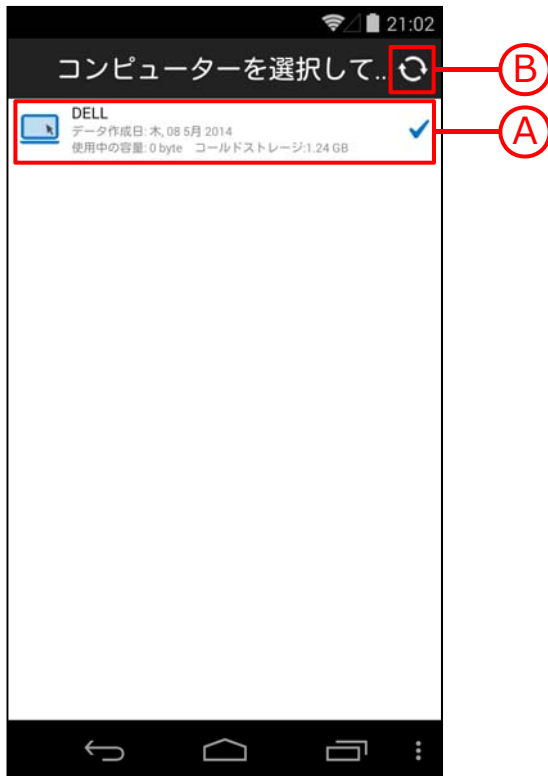 21:02
コンピューターを選択して..
B
DELL
データ作成日: 木, 08 5月 2014
A
使用中の容量: 0 byte コールドストレージ:1.24 GB